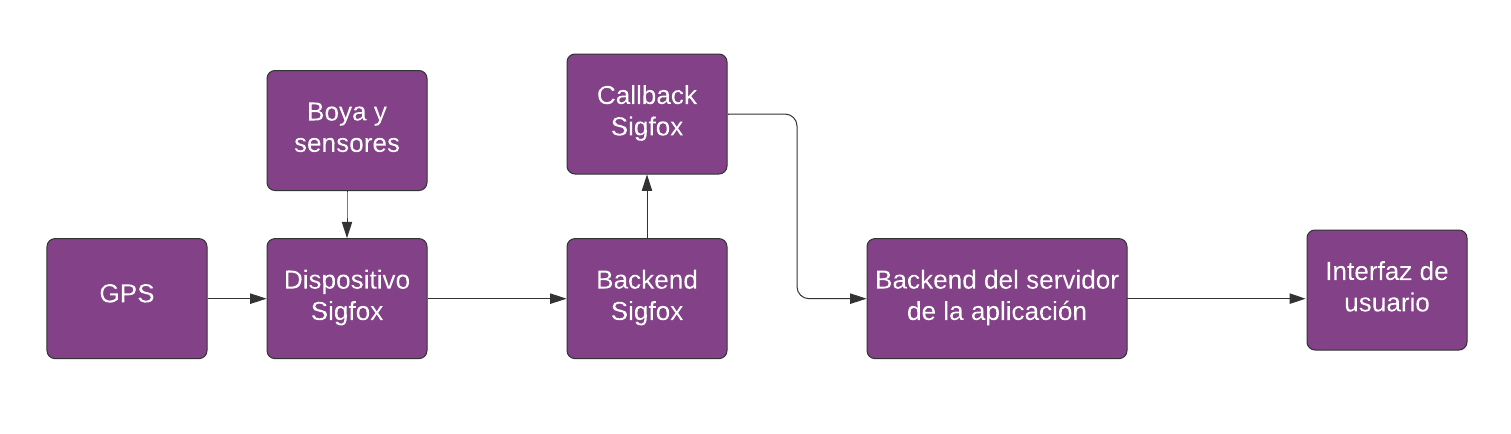 Boya y
sensores
Callback
Sigfox
GPS
Dispositivo
Sigfox
Backend
Sigfox
Backend del servidor
de la aplicación
Interfaz de
usuario